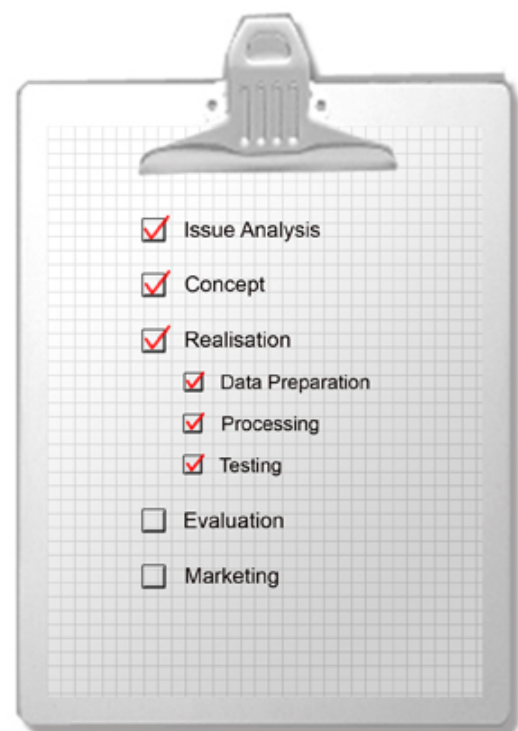 Issue Analysis
Concept
Realisation
Data Preparation
Processing
Testing
Evaluation
Marketing